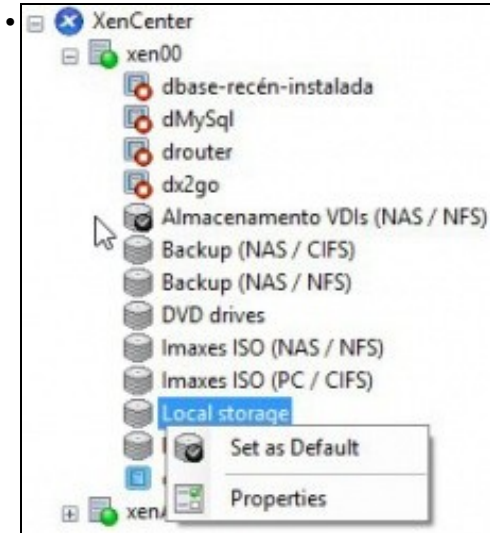 XenCenter
xen00
dbase-recén-instalada
dMySql
drouter
dx2go
Almacenamento VDIs (NAS / NFS)
Backup (NAS / CIFS)
Backup (NAS / NFS)
DVD drives
Imaxes ISO (NAS / NFS)
Imaxes ISO (PC / CIFS)
Local storage
Set as Default
Properties